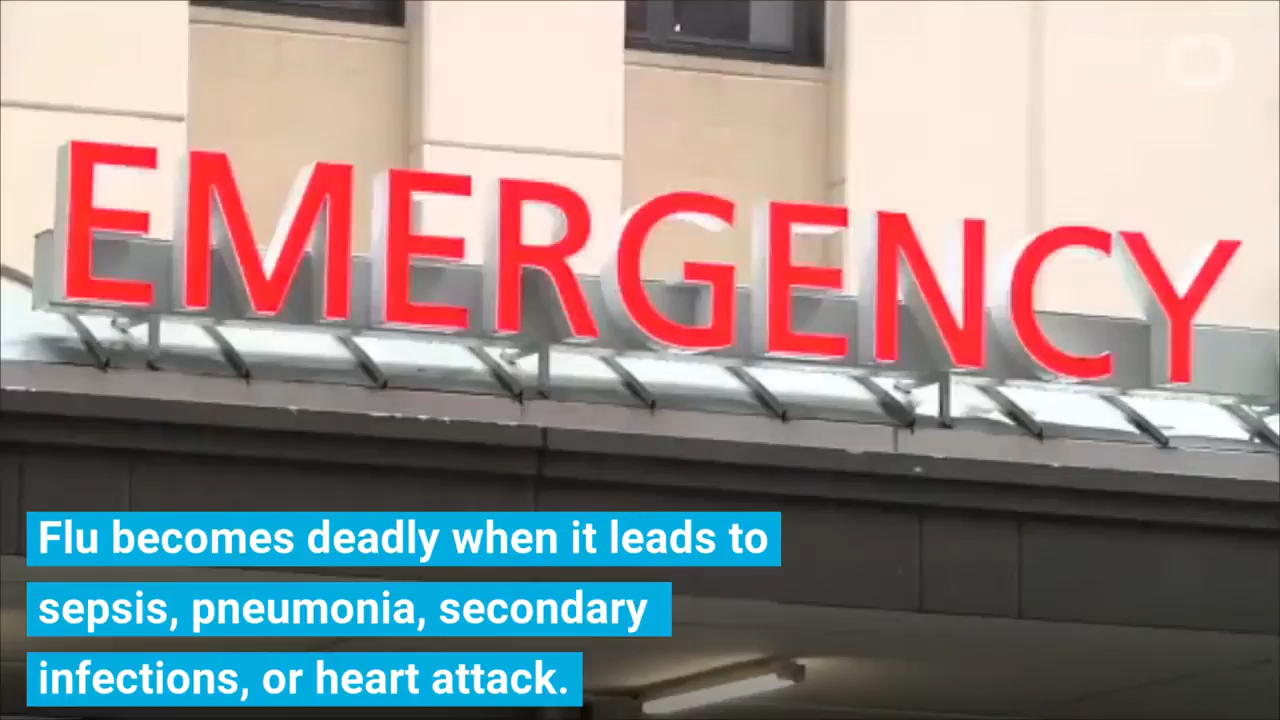 EMERGENCY
Flu becomes deadly when it leads to
sepsis, pneumonia, secondary
infections, or heart attack.